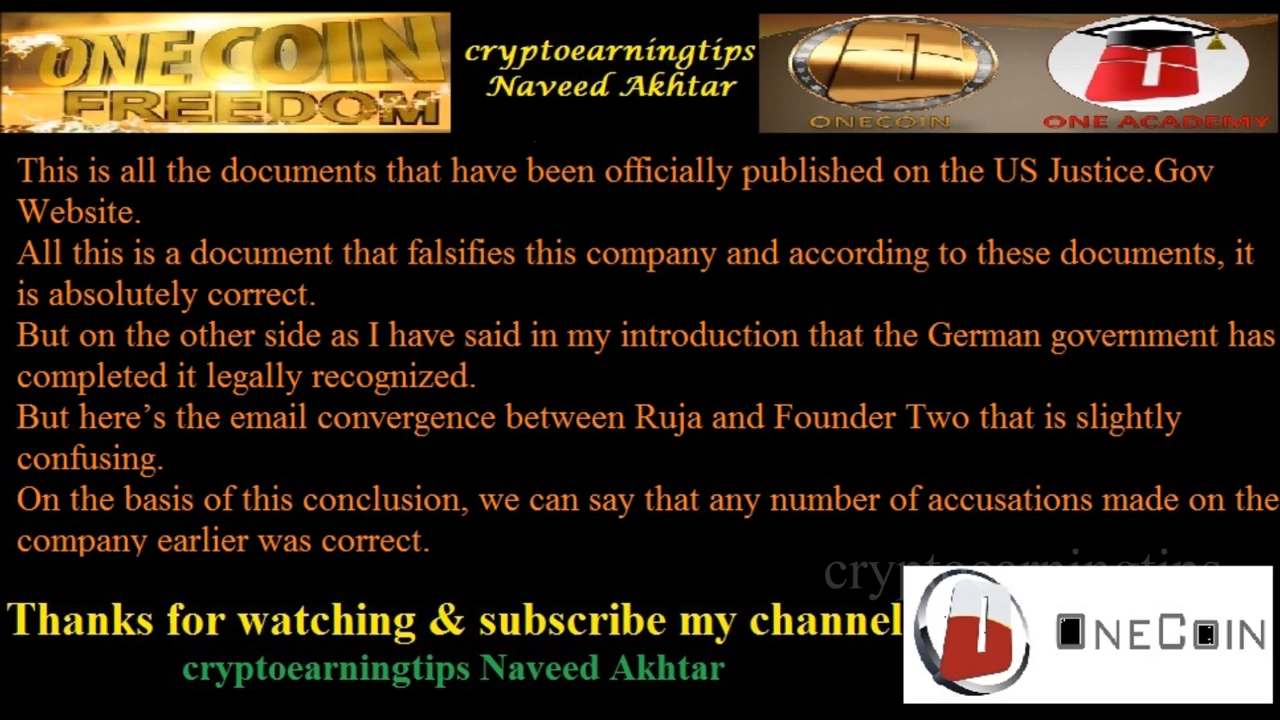 ONE COIN
FREEDOM
cryptoearningtips
Naveed Akhtar
ONECOIN
ONE ACADEMY
This is all the documents that have been officially published on the US Justice.Gov
Website.
All this is a document that falsifies this company and according to these documents, it
is absolutely correct.
But on the other side as I have said in my introduction that the German government has
completed it legally recognized.
But here’s the email convergence between Ruja and Founder Two that is slightly
confusing.
On the basis of this conclusion, we can say that any number of accusations made on the
company earlier was correct.
cryptoearningtips
Thanks for watching & subscribe my channel
cryptoearningtips Naveed Akhtar
ONECOIN